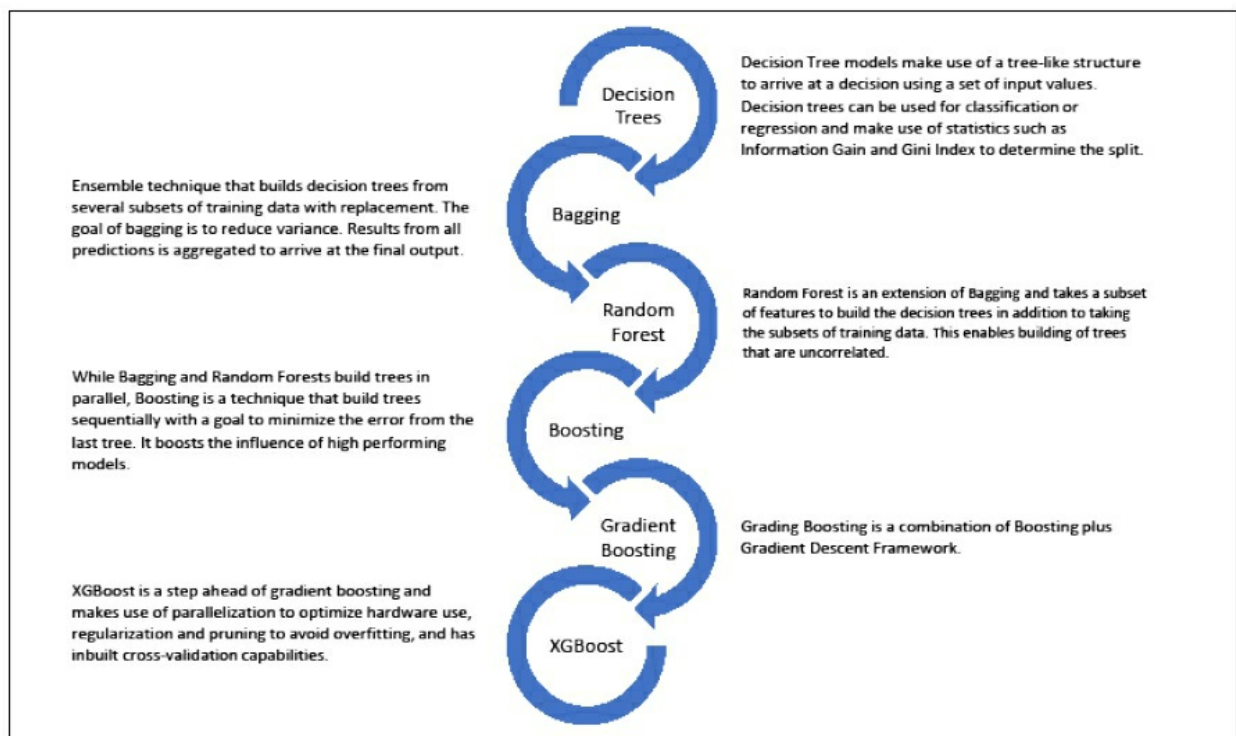 Decision
Trees
Decision Tree models make use of a tree-like structure
to arrive at a decision using a set of input values.
Decision trees can be used for classification or
regression and make use of statistics such as
Information Gain and Gini Index to determine the split.
Ensemble technique that builds decision trees from
several subsets of training data with replacement. The
goal of bagging is to reduce variance. Results from all
predictions is aggregated to arrive at the final output.
Bagging
Random
Forest
Random Forest is an extension of Bagging and takes a subset
of features to build the decision trees in addition to taking
the subsets of training data. This enables building of trees
that are uncorrelated.
While Bagging and Random Forests build trees in
parallel, Boosting is a technique that build trees
sequentially with a goal to minimize the error from the
last tree. It boosts the influence of high performing
models.
Boosting
Gradient
Boosting
Grading Boosting is a combination of Boosting plus
Gradient Descent Framework.
XGBoost is a step ahead of gradient boosting and
makes use of parallelization to optimize hardware use,
regularization and pruning to avoid overfitting, and has
inbuilt cross-validation capabilities.
XGBoost